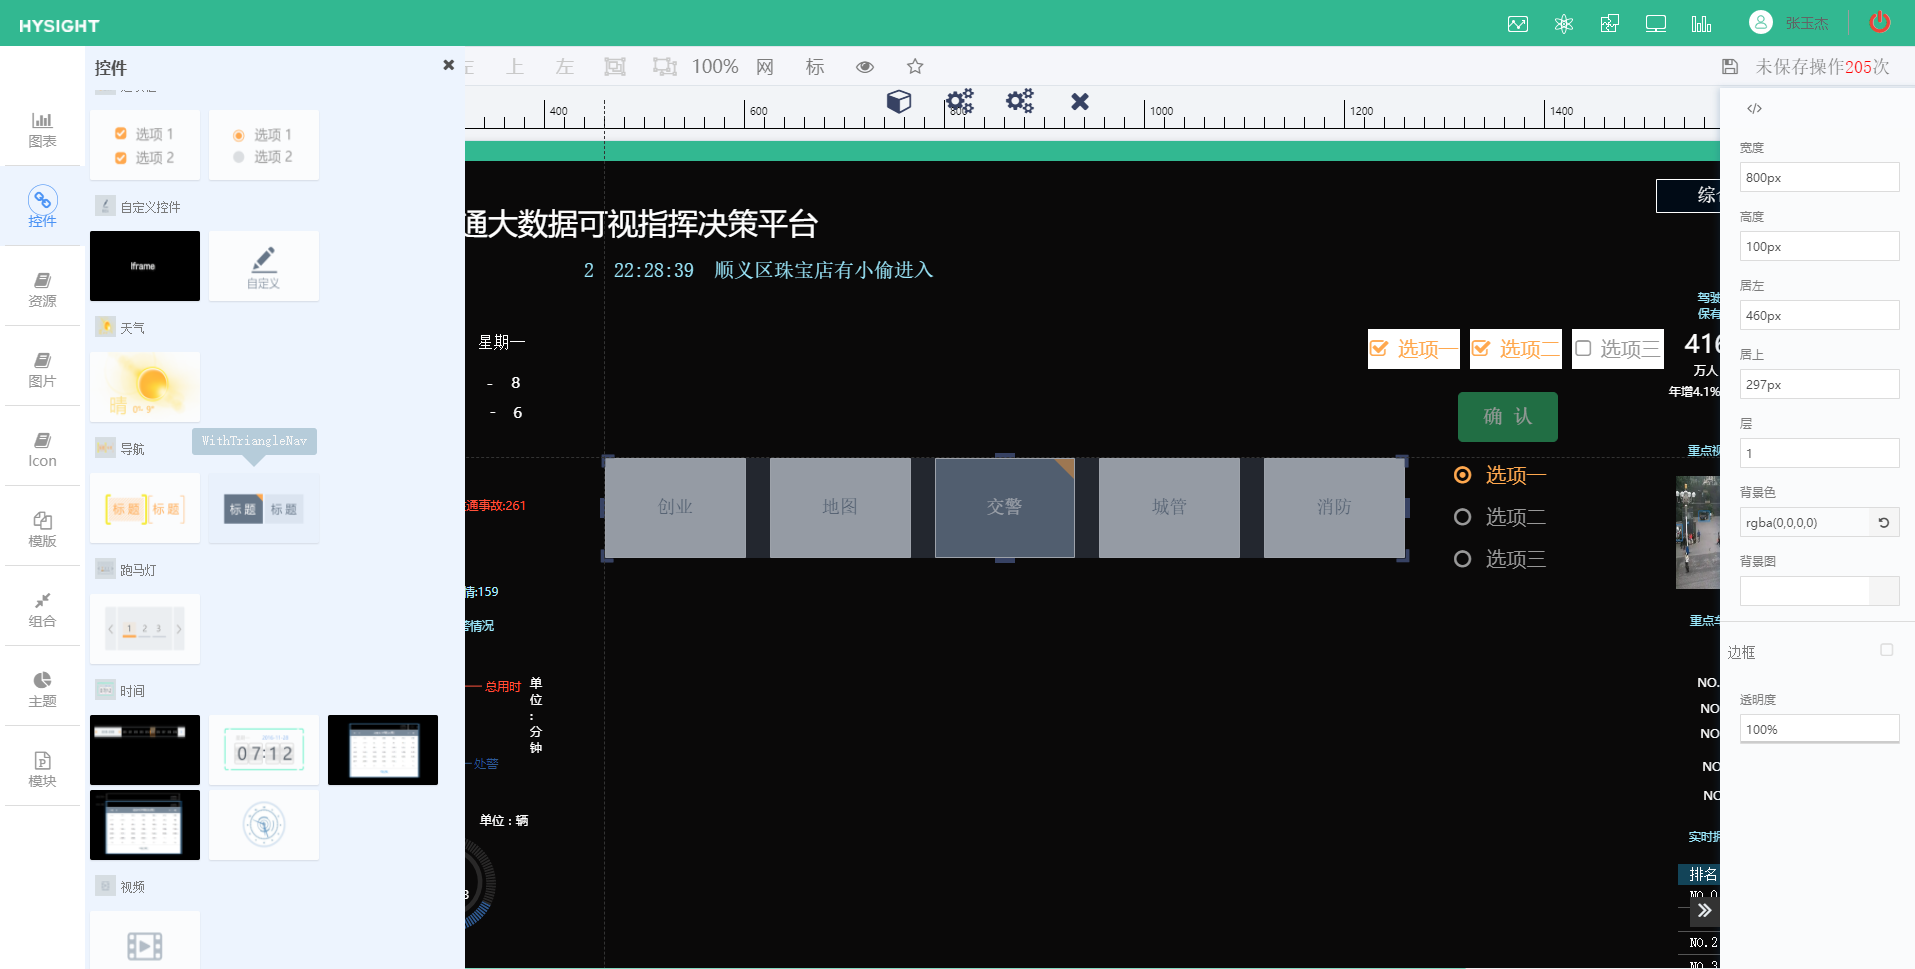 HYSIGHT
张玉杰
控件
上
左
100%
网
标
未保存操作205次
400
600
800
1000
1200
1400
图表
控件
资源
图片
Icon
模版
组合
主题
模块
选项 1
选项 2
选项 1
选项 2
自定义控件
Iframe
自定义
天气
晴 0°- 9°
导航
WithTriangleNav
标题
标题
标题
标题
跑马灯
1 2 3
时间
07:12
视频
通大数据可视指挥决策平台
2 22:28:39 顺义区珠宝店有小偷进入
综
星期一
- 8
- 6
选项一
选项二
选项三
确 认
创业
地图
交警
城管
消防
选项一
选项二
选项三
通事故:261
情:159
警情况
总用时
单位:分钟
处警
单位：辆
驾驶
保有
416
万人
年增4.1%
重点视
重点车
NO.
NO
NO
NO
NO
实时拥
排名
NO.2
NO.3
宽度
800px
高度
100px
居左
460px
居上
297px
层
1
背景色
rgba(0,0,0,0)
背景图
边框
透明度
100%